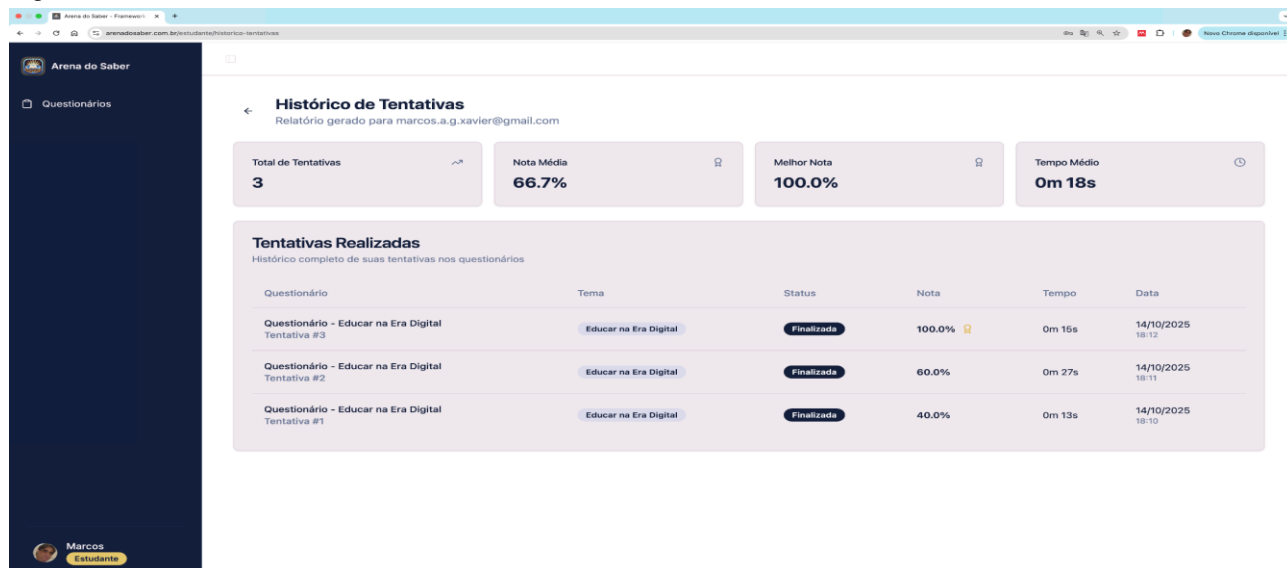 Arena do Saber - Framework
arenadosaber.com.br/estudante/historico-tentativas
Novo Chrome disponível
Arena do Saber
Questionários
Histórico de Tentativas
Relatório gerado para marcos.a.g.xavier@gmail.com
Total de Tentativas
3
Nota Média
66.7%
Melhor Nota
100.0%
Tempo Médio
0m 18s
Tentativas Realizadas
Histórico completo de suas tentativas nos questionários
Questionário Tema Status Nota Tempo Data
Questionário - Educar na Era Digital Educar na Era Digital Finalizada 100.0% 0m 15s 14/10/2025
Tentativa #3 18:12
Questionário - Educar na Era Digital Educar na Era Digital Finalizada 60.0% 0m 27s 14/10/2025
Tentativa #2 18:11
Questionário - Educar na Era Digital Educar na Era Digital Finalizada 40.0% 0m 13s 14/10/2025
Tentativa #1 18:10
Marcos
Estudante